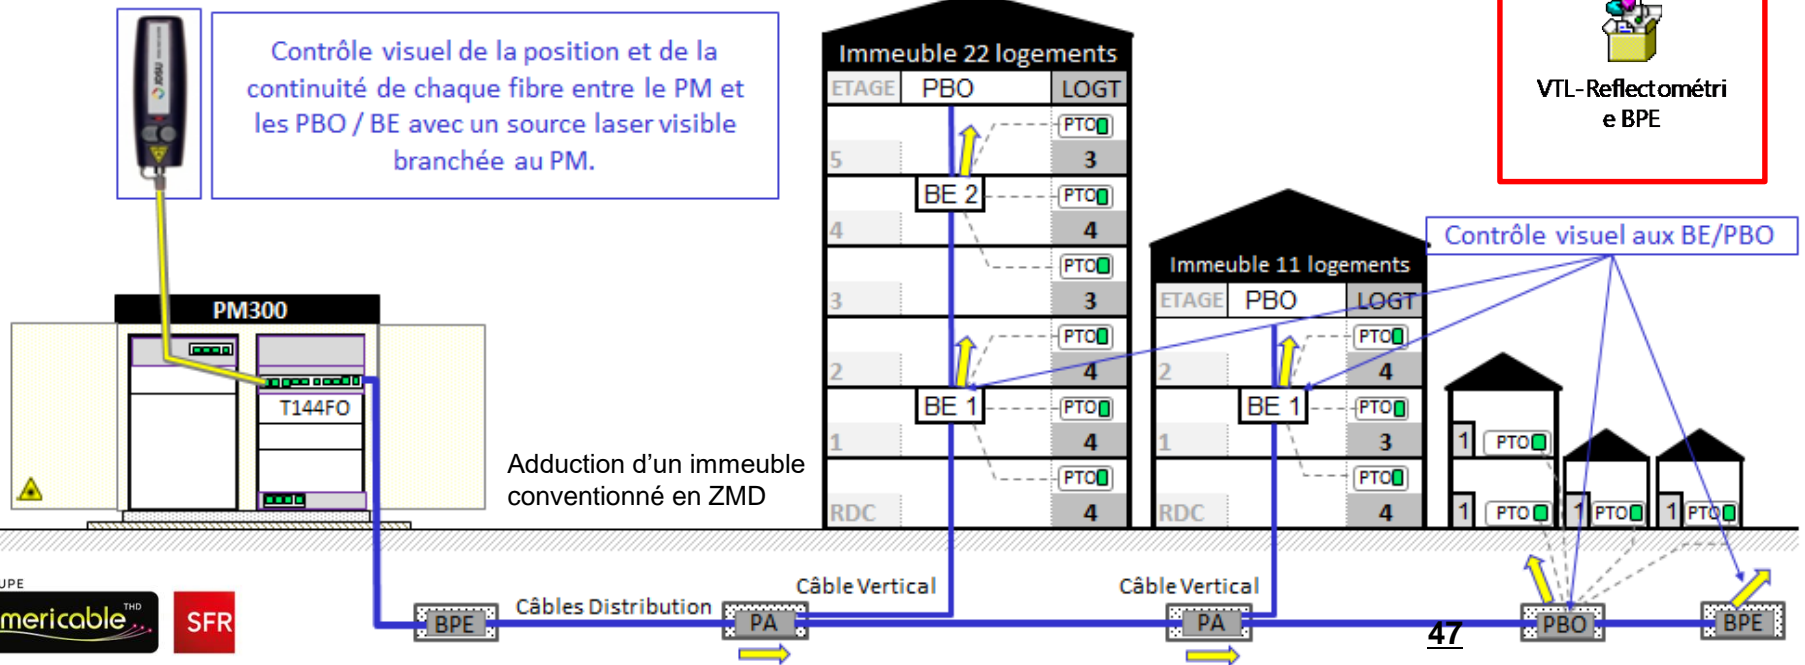 JDSU
Contrôle visuel de la position et de la
continuité de chaque fibre entre le PM et
les PBO / BE avec un source laser visible
branchée au PM.
VTL-Reflectométri
e BPE
Contrôle visuel aux BE/PBO
PM300
T144FO
Adduction d'un immeuble
conventionné en ZMD
Immeuble 22 logements
ETAGE PBO LOGT
PTO
5 3
BE 2 PTO
4 4
PTO
3 3
PTO
2 4
BE 1 PTO
1 4
PTO
RDC 4
Immeuble 11 logements
ETAGE PBO LOGT
PTO
2 4
BE 1 PTO
1 3
PTO
RDC 4
1 PTO
1 PTO 1 PTO 1 PTO
Câble Vertical
Câble Vertical
Câbles Distribution
BPE PA PA PBO BPE
UPE
mericable THD
SFR
47